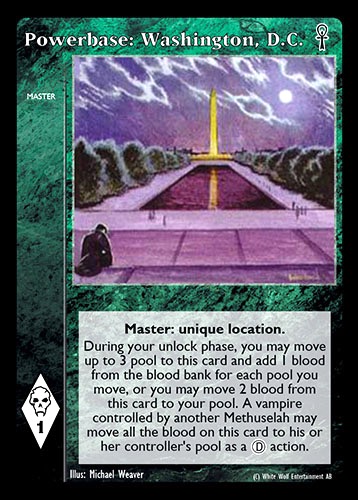 Powerbase: Washington, D.C.
MASTER
Master: unique location.
During your unlock phase, you may move
up to 3 pool to this card and add 1 blood
from the blood bank for each pool you
move, or you may move 2 blood from
this card to your pool. A vampire
controlled by another Methuselah may
move all the blood on this card to his or
her controller's pool as a Ⓓ action.
1
Illus: Michael Weaver
(C) White Wolf Entertainment AB